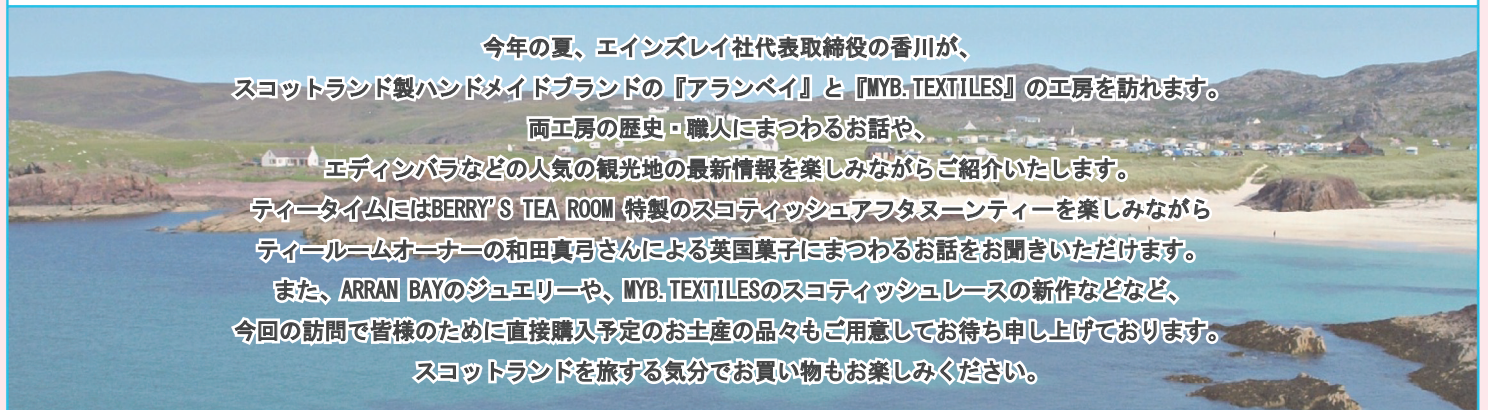 今年の夏、エインズレイ社代表取締役の香川が、
スコットランド製ハンドメイドブランドの『アランベイ』と『MYB.TEXTILES』の工房を訪れます。
両工房の歴史・職人にまつわるお話や、
エディンバラなどの人気の観光地の最新情報を楽しみながらご紹介いたします。
ティータイムにはBERRY'S TEA ROOM 特製のスコティッシュアフタヌーンティーを楽しみながら
ティールームオーナーの和田真弓さんによる英国菓子にまつわるお話をお聞きいただけます。
また、ARRAN BAYのジュエリーや、MYB.TEXTILESのスコティッシュレースの新作などなど、
今回の訪問で皆様のために直接購入予定のお土産の品々もご用意してお待ち申し上げております。
スコットランドを旅する気分でお買い物もお楽しみください。